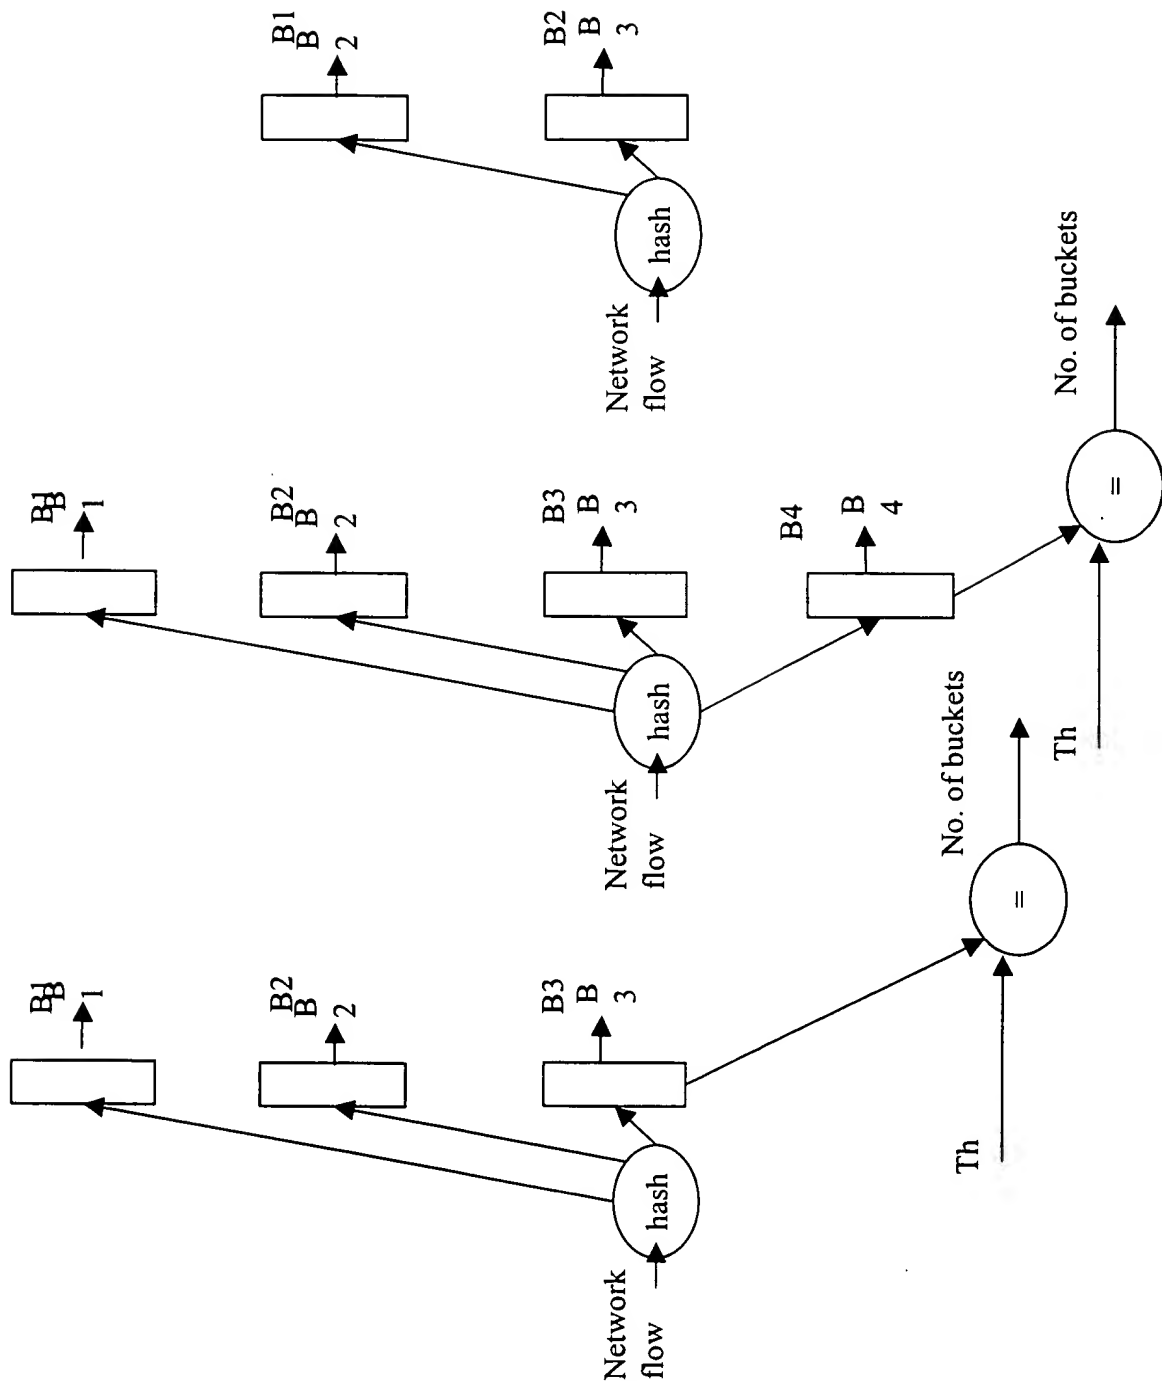 B1
B
1
B2
B
2
B3
B
3
hash
Network
flow
Th
=
No. of buckets
B1
B
1
B2
B
2
B3
B
3
B4
B
4
hash
Network
flow
Th
=
No. of buckets
B1
B
2
B2
B
3
hash
Network
flow